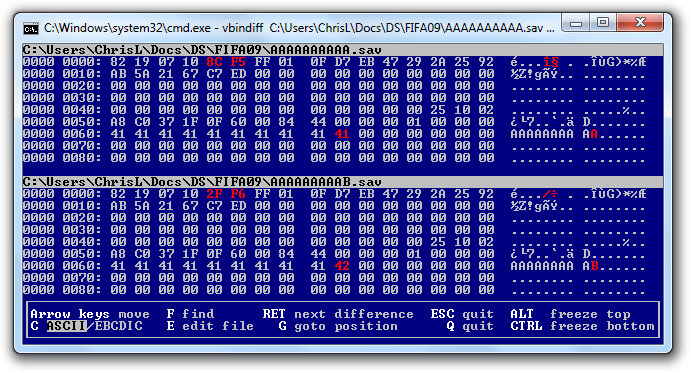 C:\Windows\system32\cmd.exe - vbindiff  C:\Users\ChrisL\Docs\DS\FIFA09\AAAAAAAAAA.sav ...
C:\Users\ChrisL\Docs\DS\FIFA09\AAAAAAAAAA.sav
0000 0000: 82 19 07 10 8C F5 FF 01  0F D7 EB 47 29 2A 25 92  é...î§ . .ÎÙG)*%Æ
0000 0010: AB 5A 21 67 C7 ED 00 00  00 00 00 00 00 00 00 00  ½Z!gÃÝ.. ........
0000 0020: 00 00 00 00 00 00 00 00  00 00 00 00 00 00 00 00  ........ ........
0000 0030: 00 00 00 00 00 00 00 00  00 00 00 00 00 00 00 00  ........ ........
0000 0040: 00 00 00 00 00 00 00 00  00 00 00 00 00 25 10 02  ........ .....%..
0000 0050: A8 C0 37 1F 0F 60 00 84  44 00 00 00 01 00 00 00  ¿└7..`.ä D.......
0000 0060: 41 41 41 41 41 41 41 41  41 41 00 00 00 00 00 00  AAAAAAAA AA......
0000 0070: 00 00 00 00 00 00 00 00  00 00 00 00 00 00 00 00  ........ ........
0000 0080: 00 00 00 00 00 00 00 00  00 00 00 00 00 00 00 00  ........ ........
C:\Users\ChrisL\Docs\DS\FIFA09\AAAAAAAAAB.sav
0000 0000: 82 19 07 10 2F F6 FF 01  0F D7 EB 47 29 2A 25 92  é.../÷ . .ÎÙG)*%Æ
0000 0010: AB 5A 21 67 C7 ED 00 00  00 00 00 00 00 00 00 00  ½Z!gÃÝ.. ........
0000 0020: 00 00 00 00 00 00 00 00  00 00 00 00 00 00 00 00  ........ ........
0000 0030: 00 00 00 00 00 00 00 00  00 00 00 00 00 00 00 00  ........ ........
0000 0040: 00 00 00 00 00 00 00 00  00 00 00 00 00 25 10 02  ........ .....%..
0000 0050: A8 C0 37 1F 0F 60 00 84  44 00 00 00 01 00 00 00  ¿└7..`.ä D.......
0000 0060: 41 41 41 41 41 41 41 41  41 42 00 00 00 00 00 00  AAAAAAAA AB......
0000 0070: 00 00 00 00 00 00 00 00  00 00 00 00 00 00 00 00  ........ ........
0000 0080: 00 00 00 00 00 00 00 00  00 00 00 00 00 00 00 00  ........ ........
Arrow keys move  F find        RET next difference  ESC quit  ALT  freeze top
C ASCII/EBCDIC   E edit file   G goto position        Q quit  CTRL freeze bottom